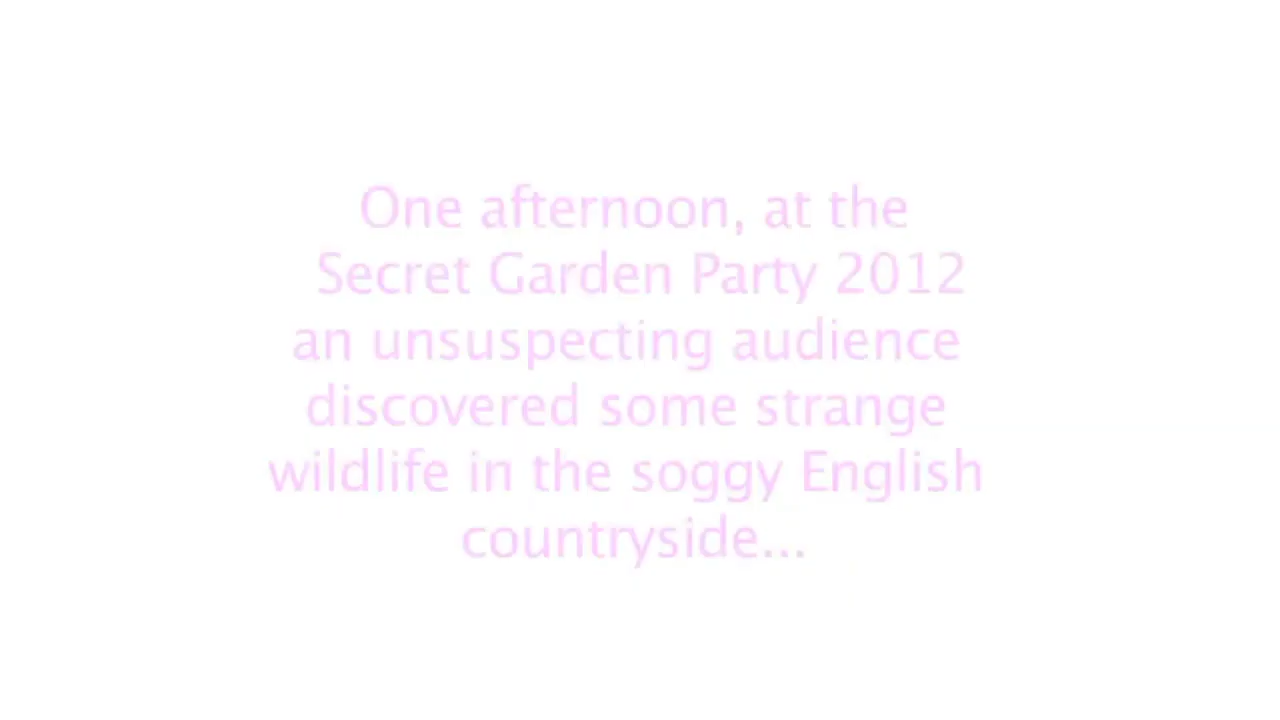 One afternoon, at the
Secret Garden Party 2012
an unsuspecting audience
discovered some strange
wildlife in the soggy English
countryside...